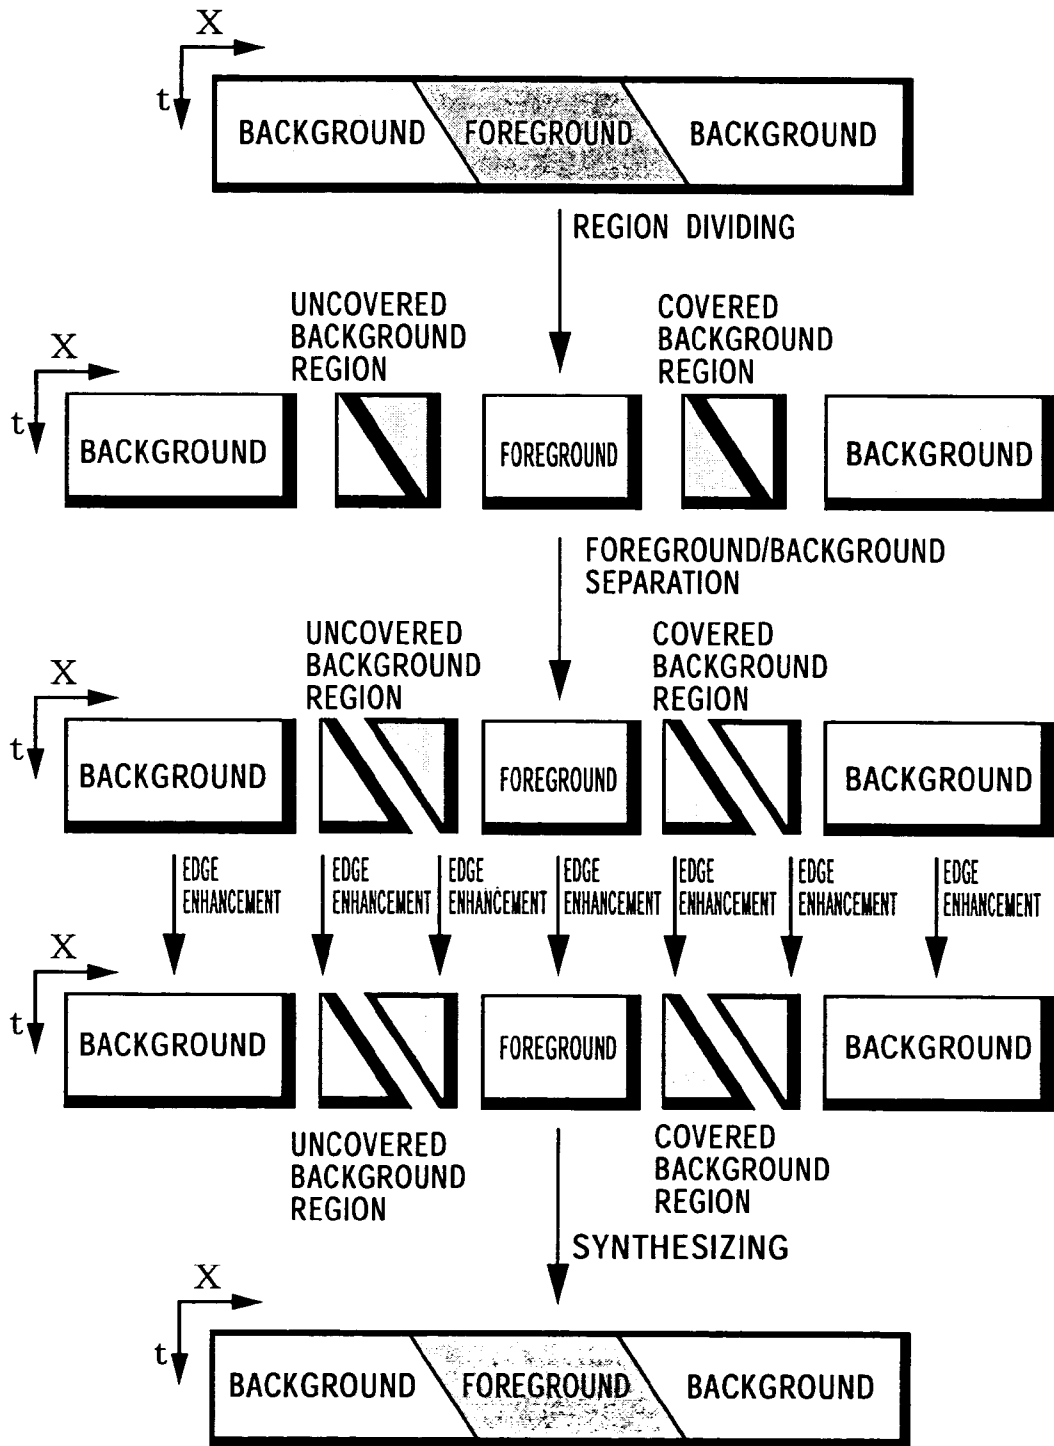 X
t
BACKGROUND FOREGROUND BACKGROUND
REGION DIVIDING
UNCOVERED
BACKGROUND
REGION
COVERED
BACKGROUND
REGION
X
t
BACKGROUND FOREGROUND BACKGROUND
FOREGROUND/BACKGROUND
SEPARATION
UNCOVERED
BACKGROUND
REGION
COVERED
BACKGROUND
REGION
X
t
BACKGROUND FOREGROUND BACKGROUND
EDGE
ENHANCEMENT
EDGE
ENHANCEMENT
EDGE
ENHANCEMENT
EDGE
ENHANCEMENT
EDGE
ENHANCEMENT
EDGE
ENHANCEMENT
EDGE
ENHANCEMENT
X
t
BACKGROUND FOREGROUND BACKGROUND
UNCOVERED
BACKGROUND
REGION
COVERED
BACKGROUND
REGION
SYNTHESIZING
X
t
BACKGROUND FOREGROUND BACKGROUND